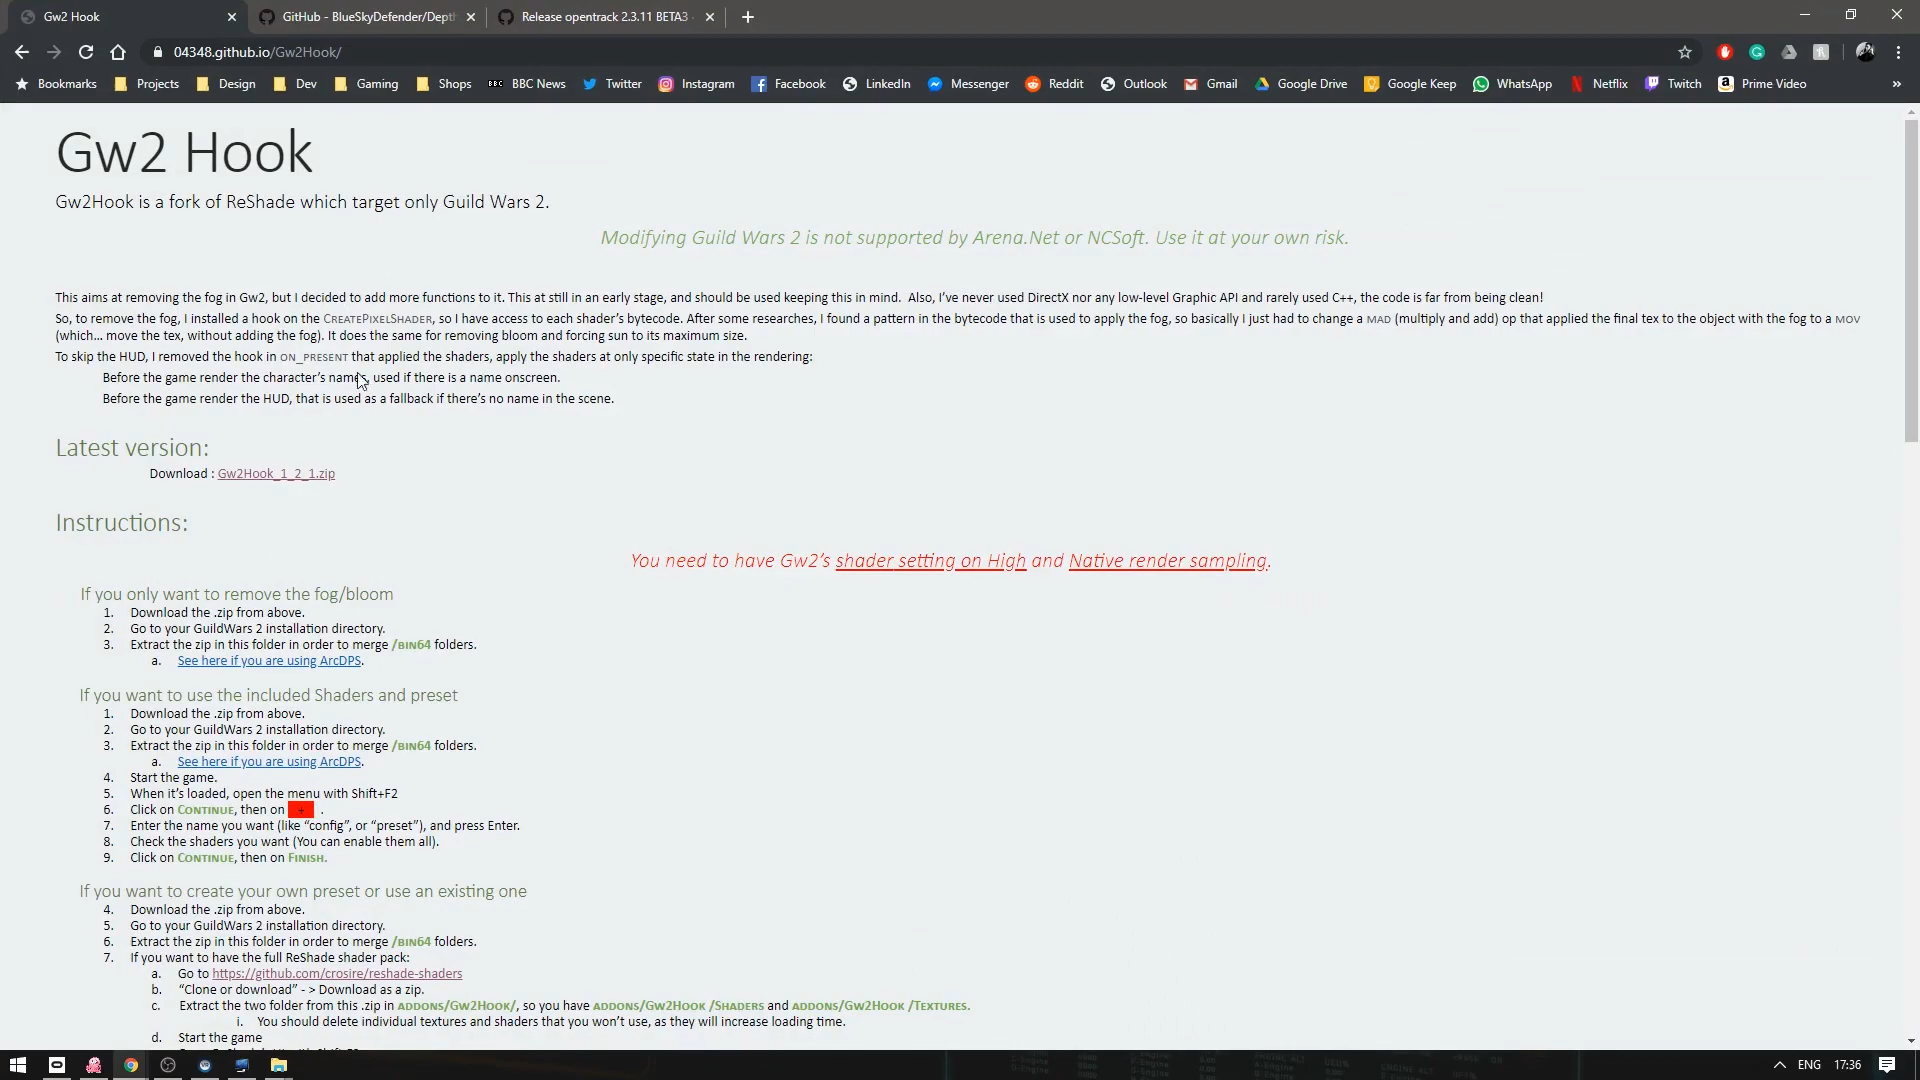 Gw2 Hook
GitHub - BlueSkyDefender/Depth
Release opentrack 2.3.11 BETA3
04348.github.io/Gw2Hook/
Bookmarks Projects Design Dev Gaming Shops BBC BBC News Twitter Instagram Facebook LinkedIn Messenger Reddit Outlook Gmail Google Drive Google Keep WhatsApp Netflix Twitch Prime Video »
Gw2 Hook
Gw2Hook is a fork of ReShade which target only Guild Wars 2.
Modifying Guild Wars 2 is not supported by Arena.Net or NCSoft. Use it at your own risk.
This aims at removing the fog in Gw2, but I decided to add more functions to it. This at still in an early stage, and should be used keeping this in mind. Also, I've never used DirectX nor any low-level Graphic API and rarely used C++, the code is far from being clean!
So, to remove the fog, I installed a hook on the CREATEPIXELSHADER, so I have access to each shader's bytecode. After some researches, I found a pattern in the bytecode that is used to apply the fog, so basically I just had to change a MAD (multiply and add) op that applied the final tex to the object with the fog to a MOV
(which... move the tex, without adding the fog). It does the same for removing bloom and forcing sun to its maximum size.
To skip the HUD, I removed the hook in ON_PRESENT that applied the shaders, apply the shaders at only specific state in the rendering:
Before the game render the character's names, used if there is a name onscreen.
Before the game render the HUD, that is used as a fallback if there's no name in the scene.
Latest version:
Download : Gw2Hook_1_2_1.zip
Instructions:
You need to have Gw2's shader setting on High and Native render sampling.
If you only want to remove the fog/bloom
1. Download the .zip from above.
2. Go to your GuildWars 2 installation directory.
3. Extract the zip in this folder in order to merge /BIN64 folders.
a. See here if you are using ArcDPS.
If you want to use the included Shaders and preset
1. Download the .zip from above.
2. Go to your GuildWars 2 installation directory.
3. Extract the zip in this folder in order to merge /BIN64 folders.
a. See here if you are using ArcDPS.
4. Start the game.
5. When it's loaded, open the menu with Shift+F2
6. Click on CONTINUE, then on + .
7. Enter the name you want (like "config", or "preset"), and press Enter.
8. Check the shaders you want (You can enable them all).
9. Click on CONTINUE, then on FINISH.
If you want to create your own preset or use an existing one
4. Download the .zip from above.
5. Go to your GuildWars 2 installation directory.
6. Extract the zip in this folder in order to merge /BIN64 folders.
7. If you want to have the full ReShade shader pack:
a. Go to https://github.com/crosire/reshade-shaders
b. "Clone or download" - > Download as a zip.
c. Extract the two folder from this .zip in ADDONS/GW2HOOK/, so you have ADDONS/GW2HOOK /SHADERS and ADDONS/GW2HOOK /TEXTURES.
i. You should delete individual textures and shaders that you won't use, as they will increase loading time.
d. Start the game
ENG 17:36